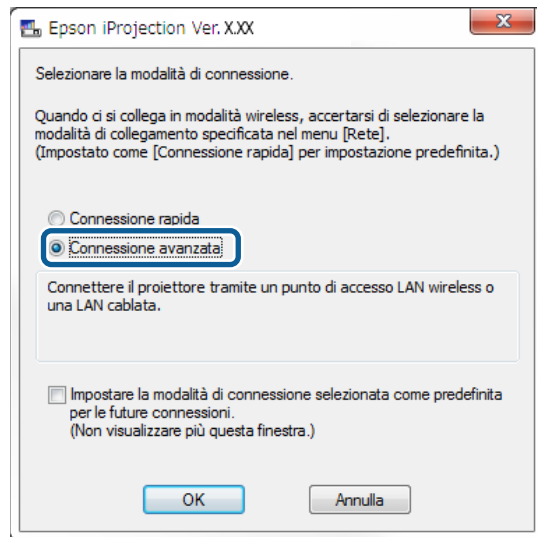 Epson iProjection Ver. X.XX
Selezionare la modalità di connessione.
Quando ci si collega in modalità wireless, accertarsi di selezionare la
modalità di collegamento specificata nel menu [Rete].
(Impostato come [Connessione rapida] per impostazione predefinita.)
Connessione rapida
Connessione avanzata
Connettere il proiettore tramite un punto di accesso LAN wireless o
una LAN cablata.
Impostare la modalità di connessione selezionata come predefinita
per le future connessioni.
(Non visualizzare più questa finestra.)
OK Annulla